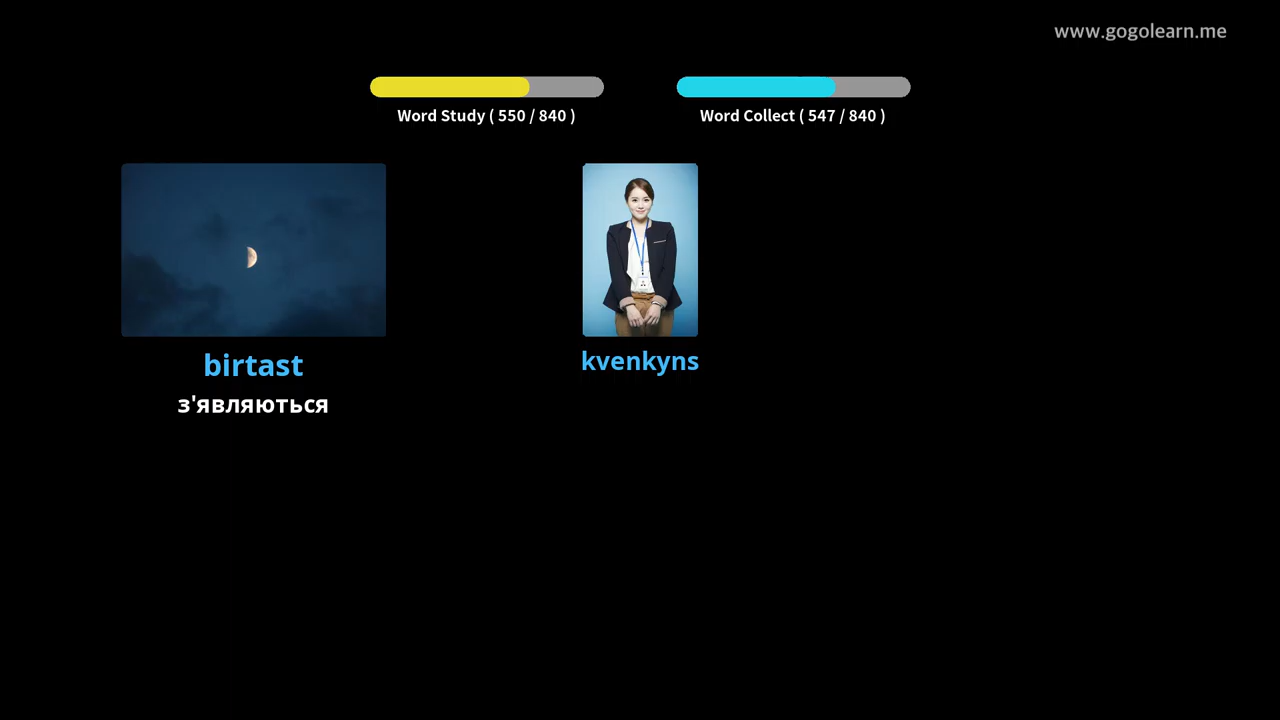 www.gogolearn.me
Word Study ( 550 / 840 )
Word Collect ( 547 / 840 )
birtast
з'являються
kvenkyns